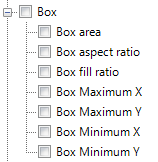 Box
Box area
Box aspect ratio
Box fill ratio
Box Maximum X
Box Maximum Y
Box Minimum X
Box Minimum Y